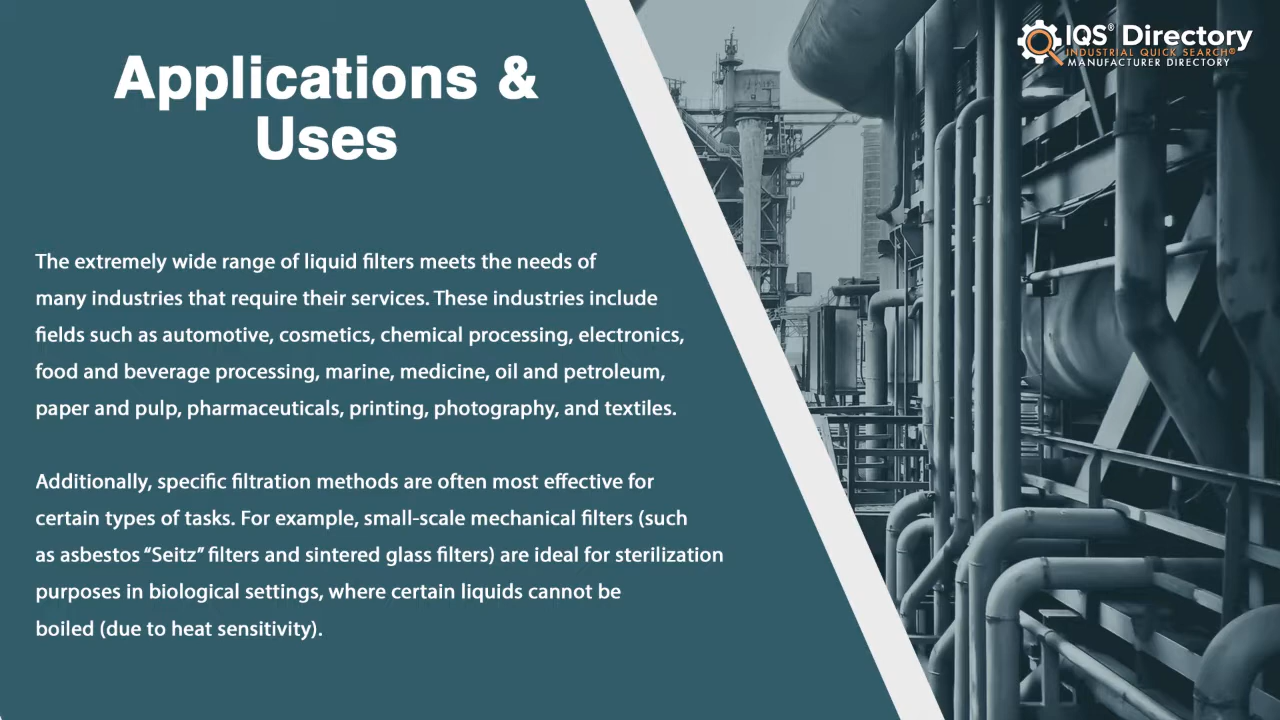 Applications &
Uses
IQS® Directory
INDUSTRIAL QUICK SEARCH®
MANUFACTURER DIRECTORY
The extremely wide range of liquid filters meets the needs of
many industries that require their services. These industries include
fields such as automotive, cosmetics, chemical processing, electronics,
food and beverage processing, marine, medicine, oil and petroleum,
paper and pulp, pharmaceuticals, printing, photography, and textiles.
Additionally, specific filtration methods are often most effective for
certain types of tasks. For example, small-scale mechanical filters (such
as asbestos “Seitz” filters and sintered glass filters) are ideal for sterilization
purposes in biological settings, where certain liquids cannot be
boiled (due to heat sensitivity).